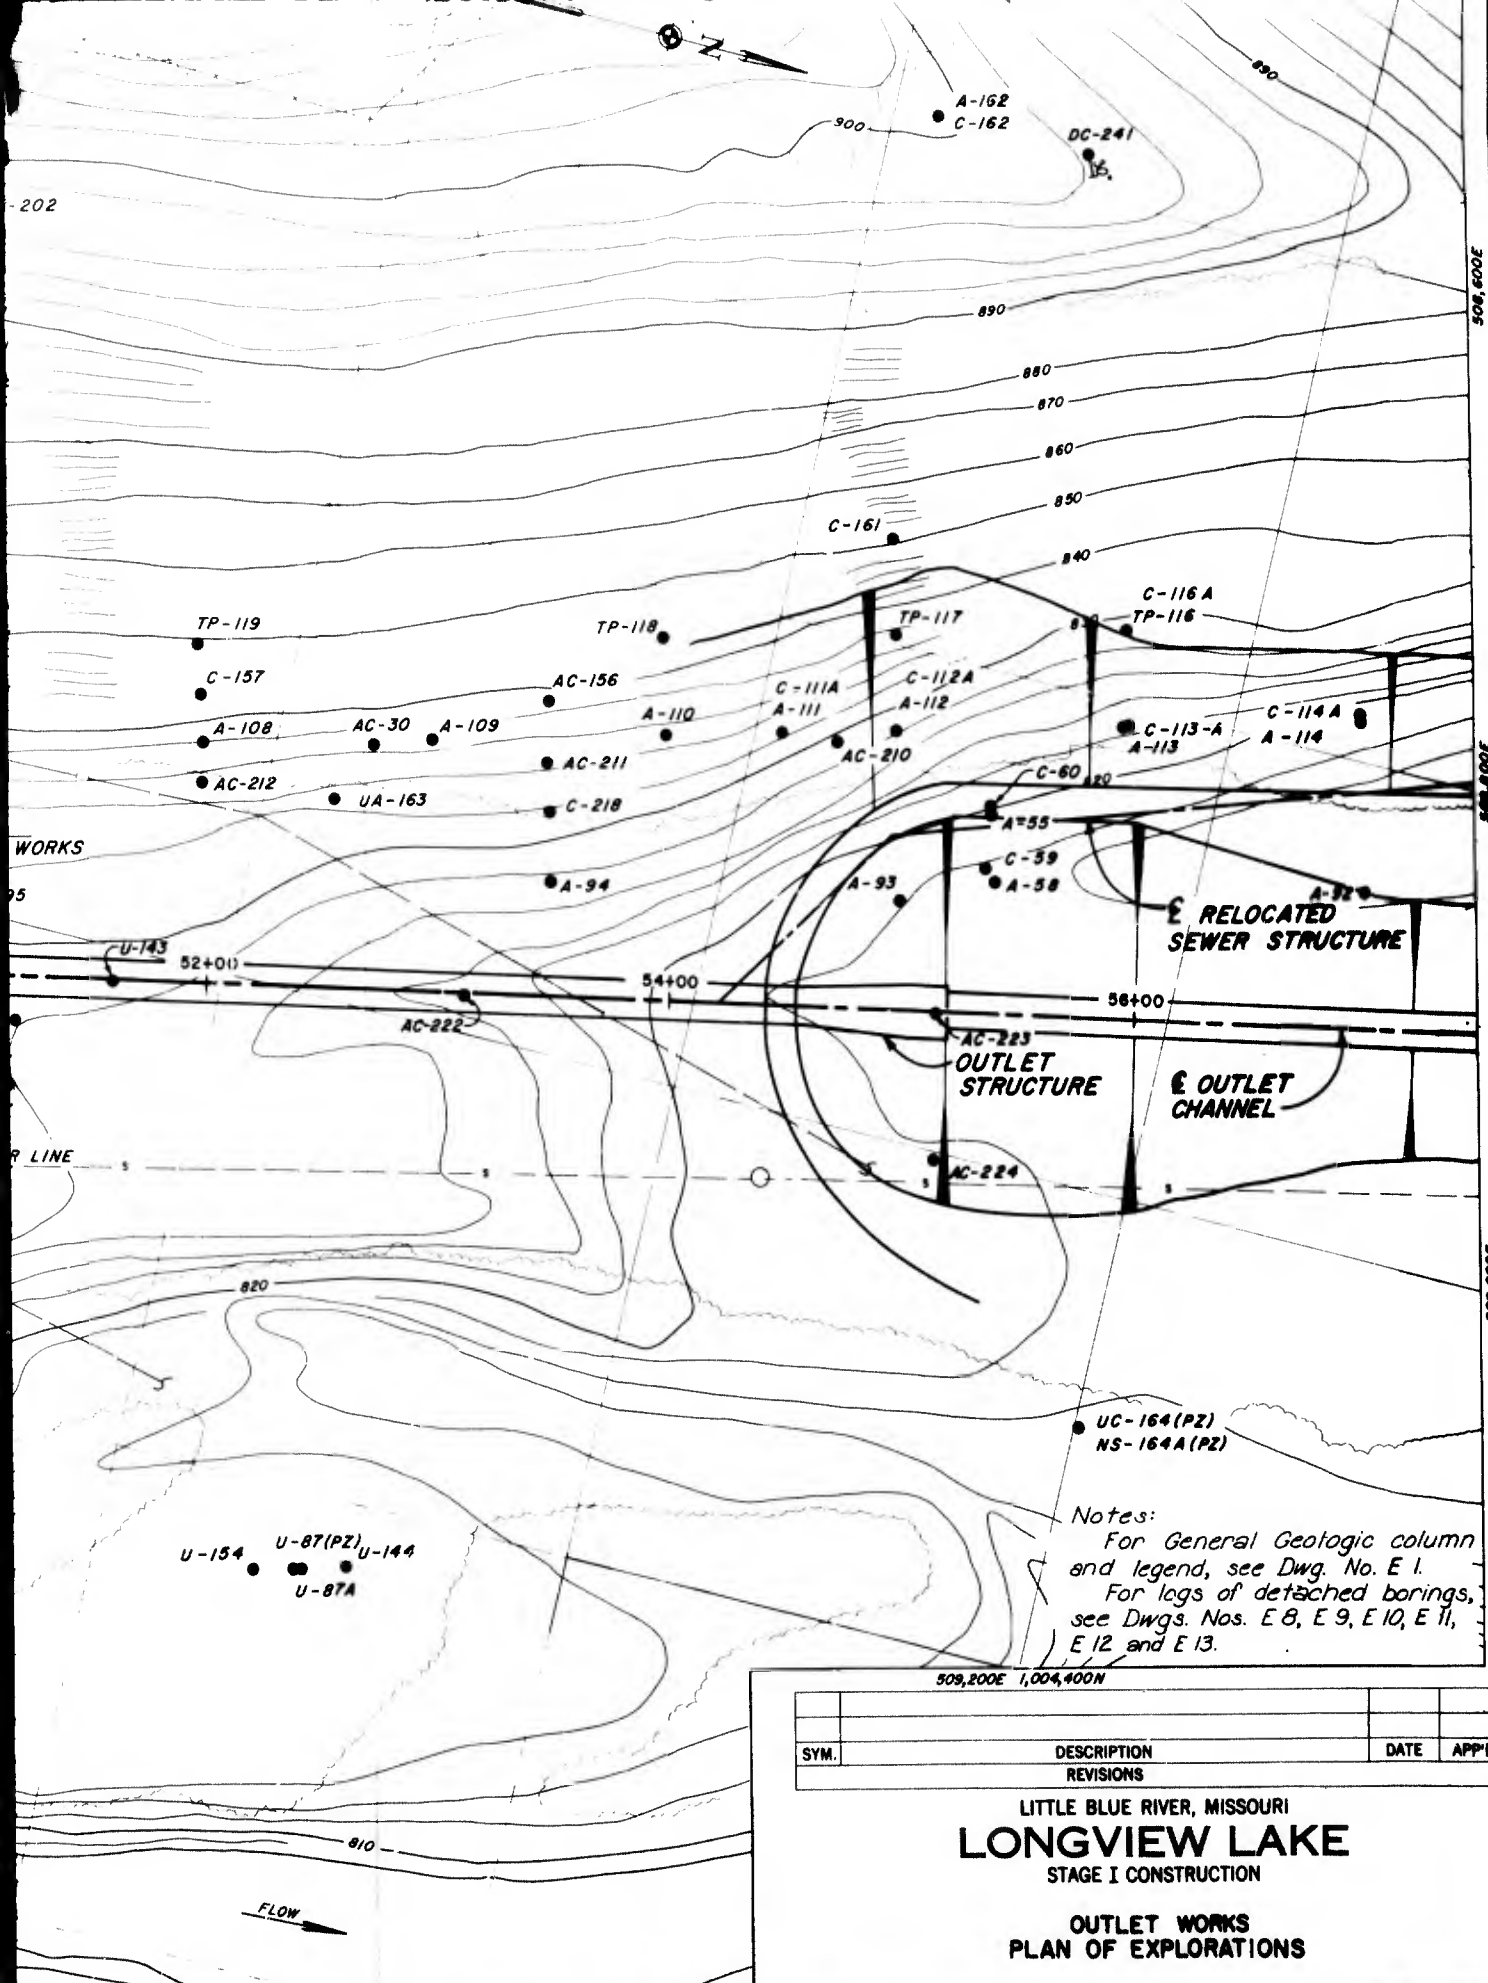 N
890
A-162
C-162
900
DC-241
-202
508,600E
890
880
870
860
850
C-161
840
C-116A
TP-119
TP-118
TP-117
TP-116
C-157
AC-156
C-111A
C-112A
A-108
AC-30
A-109
A-110
A-111
A-112
C-114A
C-113-A
A-114
A-113
AC-210
AC-211
AC-212
UA-163
C-218
C-60
820
A-55
WORKS
C-59
A-94
A-93
A-58
A-92
95
℄ RELOCATED
SEWER STRUCTURE
U-143
52+00
54+00
56+00
AC-222
AC-223
OUTLET
STRUCTURE
℄ OUTLET
CHANNEL
R LINE
S
S
S
S
AC-224
820
UC-164(PZ)
NS-164A(PZ)
U-154
U-87(PZ)
U-144
U-87A
Notes:
For General Geologic column
and legend, see Dwg. No. E 1.
For logs of detached borings,
see Dwgs. Nos. E 8, E 9, E 10, E 11,
E 12 and E 13.
509,200E 1,004,400N
SYM.
DESCRIPTION
DATE
REVISIONS
LITTLE BLUE RIVER, MISSOURI
LONGVIEW LAKE
STAGE I CONSTRUCTION
810
FLOW
OUTLET WORKS
PLAN OF EXPLORATIONS